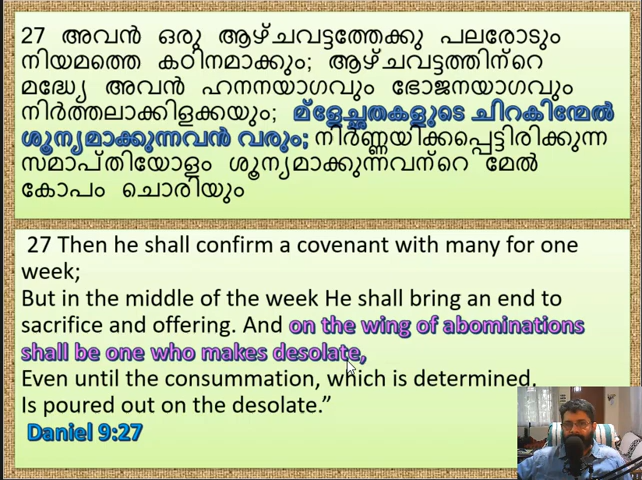 27 അവൻ ഒരു ആഴ്ചവട്ടത്തേക്കു പലരോടും
നിയമത്തെ കഠിനമാക്കും; ആഴ്ചവട്ടത്തിന്റെ
മദ്ധ്യേ അവൻ ഹനനയാഗവും ഭോജനയാഗവും
നിർത്തലാക്കിളക്കയും; മ്ളേച്ഛതകളുടെ ചിറകിന്മേൽ
ശൂന്യമാക്കുന്നവൻ വരും; നിർണ്ണയിക്കപ്പെട്ടിരിക്കുന്ന
സമാപ്തിയോളം ശൂന്യമാക്കുന്നവന്റെ മേൽ
കോപം ചൊരിയും
27 Then he shall confirm a covenant with many for one
week;
But in the middle of the week He shall bring an end to
sacrifice and offering. And on the wing of abominations
shall be one who makes desolate,
Even until the consummation, which is determined,
Is poured out on the desolate.”
Daniel 9:27